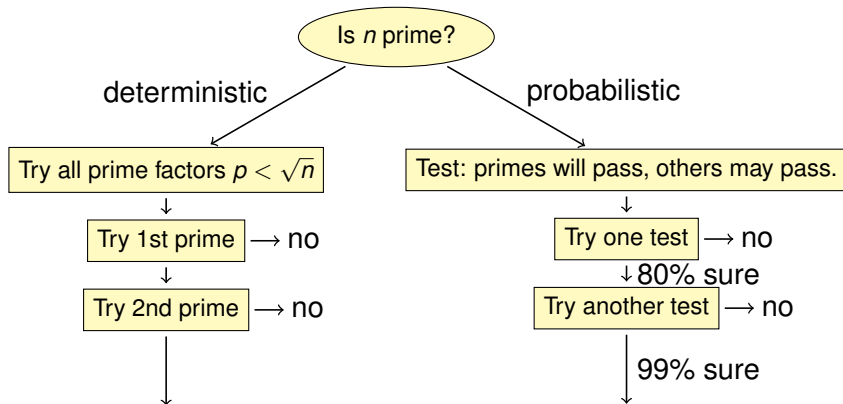 Is n prime?
deterministic
probabilistic
Try all prime factors p < √n
Test: primes will pass, others may pass.
Try 1st prime → no
Try one test → no
80% sure
Try 2nd prime → no
Try another test → no
99% sure